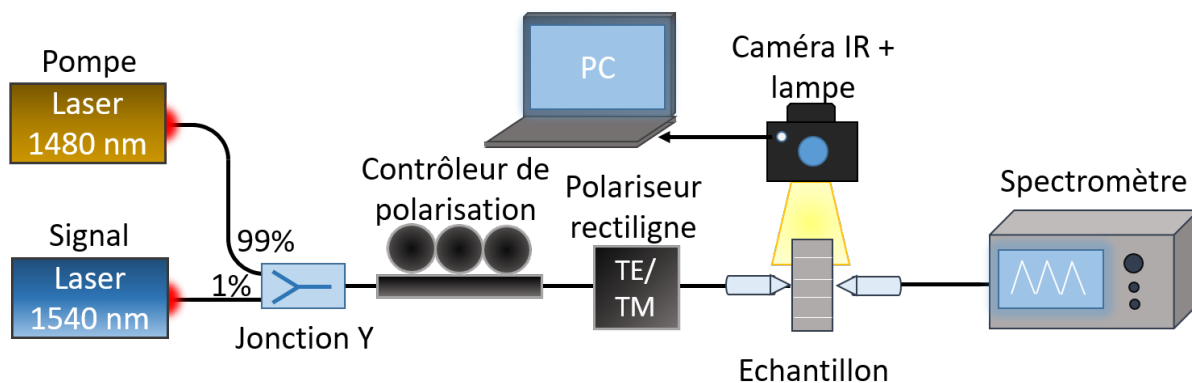 Pompe
Laser
1480 nm
Signal
Laser
1540 nm
99%
1%
Jonction Y
Contrôleur de
polarisation
PC
Polariseur
rectiligne
TE/
TM
Caméra IR +
lampe
Echantillon
Spectromètre